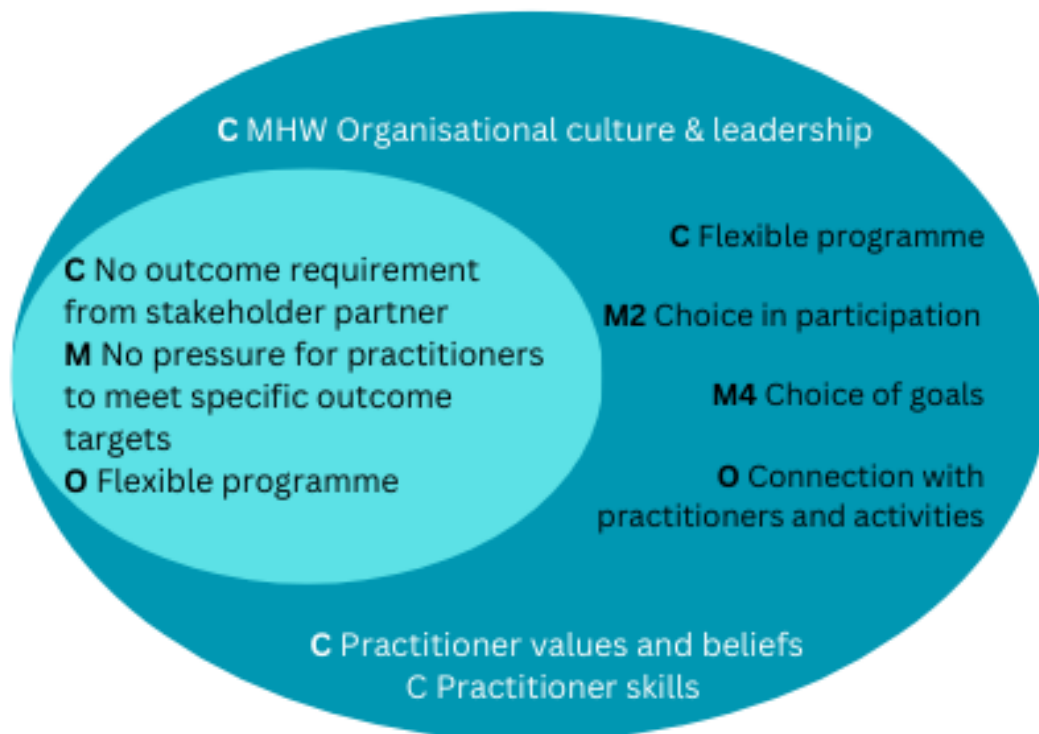 C MHW Organisational culture & leadership
C No outcome requirement
from stakeholder partner
M No pressure for practitioners
to meet specific outcome
targets
O Flexible programme
C Flexible programme
M2 Choice in participation
M4 Choice of goals
O Connection with
practitioners and activities
C Practitioner values and beliefs
C Practitioner skills